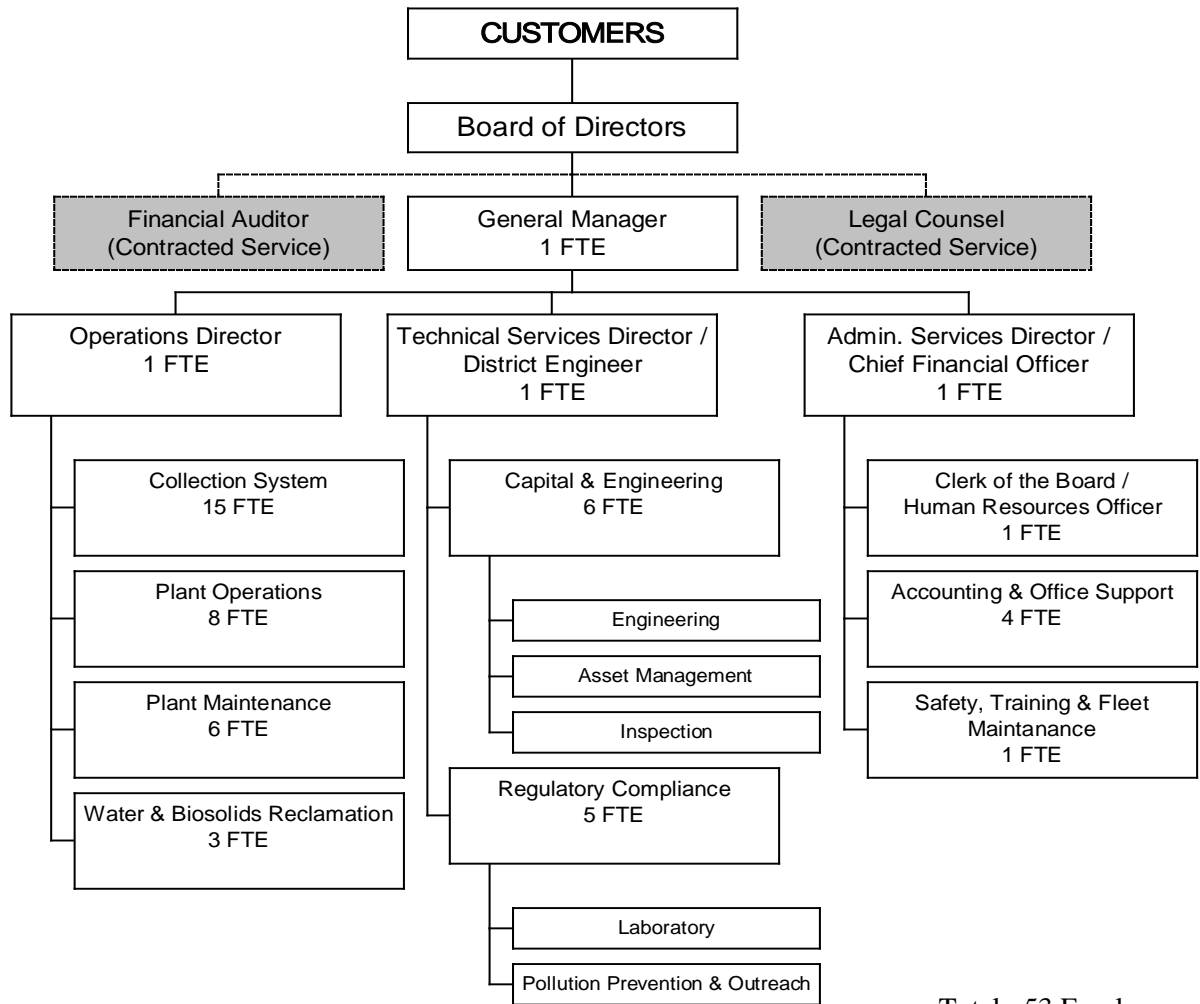 CUSTOMERS
Board of Directors
Financial Auditor
(Contracted Service)
General Manager
1 FTE
Legal Counsel
(Contracted Service)
Operations Director
1 FTE
Technical Services Director /
District Engineer
1 FTE
Admin. Services Director /
Chief Financial Officer
1 FTE
Collection System
15 FTE
Plant Operations
8 FTE
Plant Maintenance
6 FTE
Water & Biosolids Reclamation
3 FTE
Capital & Engineering
6 FTE
Engineering
Asset Management
Inspection
Regulatory Compliance
5 FTE
Laboratory
Pollution Prevention & Outreach
Clerk of the Board /
Human Resources Officer
1 FTE
Accounting & Office Support
4 FTE
Safety, Training & Fleet
Maintanance
1 FTE